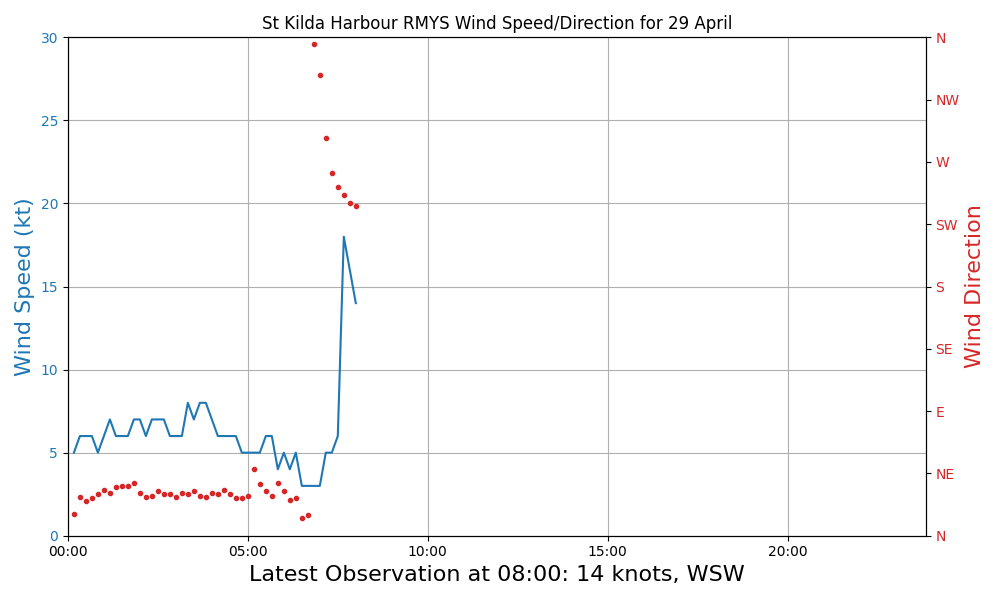 St Kilda Harbour RMYS Wind Speed/Direction for 29 April
30
25
20
15
10
5
0
Wind Speed (kt)
N
NW
W
SW
S
SE
E
NE
N
Wind Direction
00:00 05:00 10:00 15:00 20:00
Latest Observation at 08:00: 14 knots, WSW